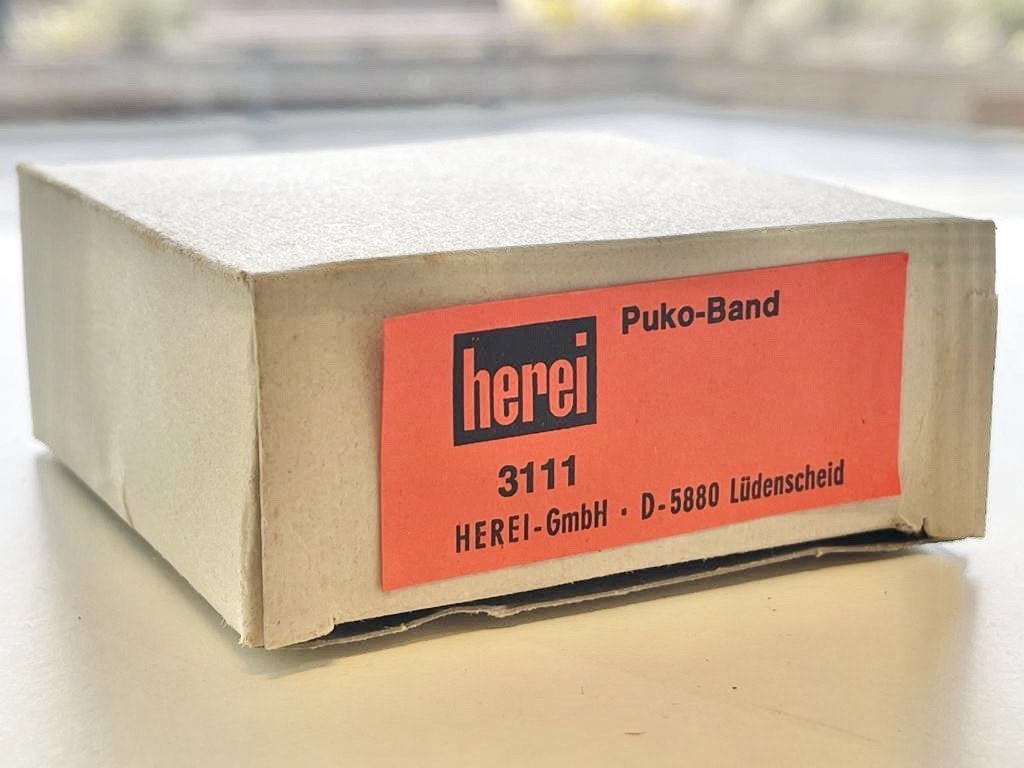 Puko-Band
herei
3111
HEREI-GmbH · D-5880 Lüdenscheid